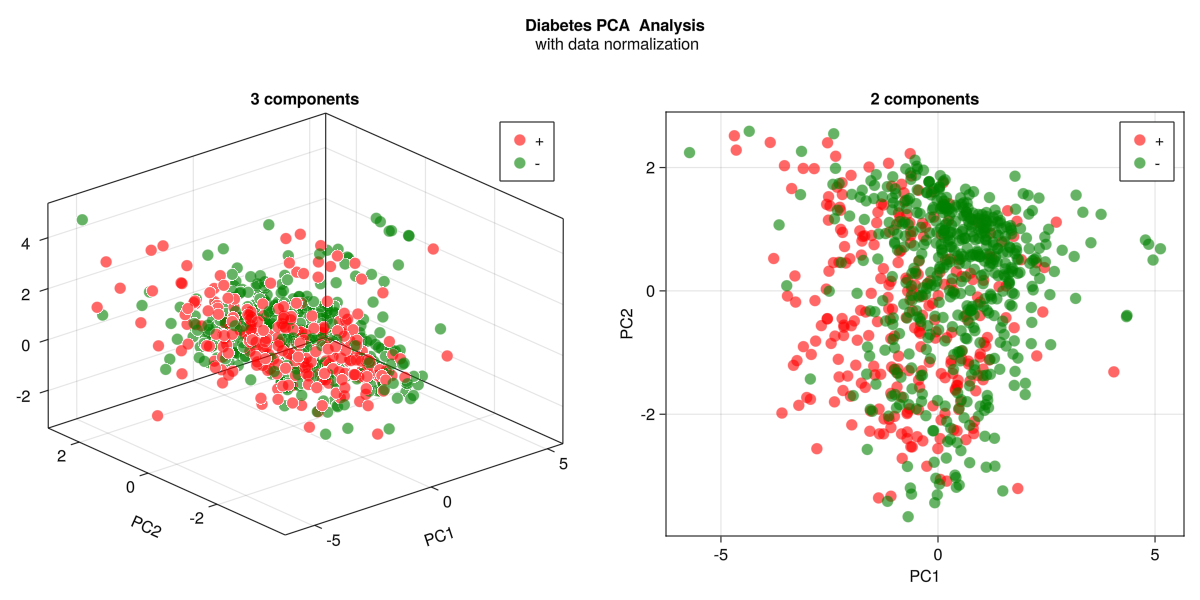 Diabetes PCA  Analysis
with data normalization
3 components
+
-
4
2
0
-2
2
0
-2
PC2
-5
0
5
PC1
2 components
+
-
2
0
-2
PC2
-5
0
5
PC1